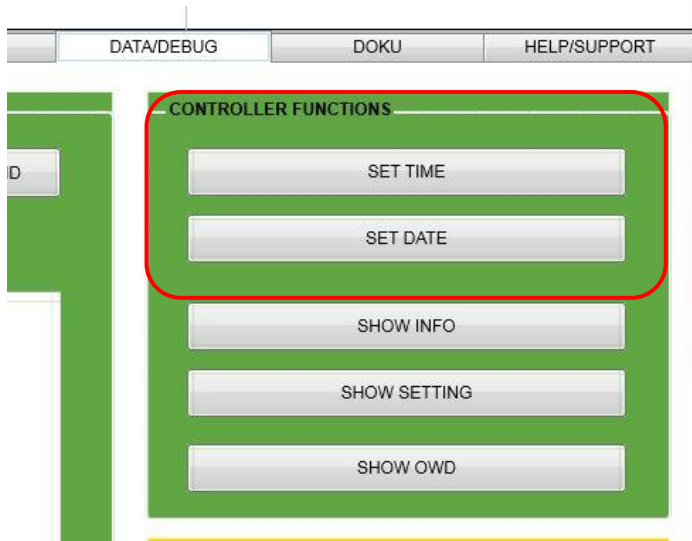 DATA/DEBUG DOKU HELP/SUPPORT
CONTROLLER FUNCTIONS
SET TIME
SET DATE
SHOW INFO
SHOW SETTING
SHOW OWD